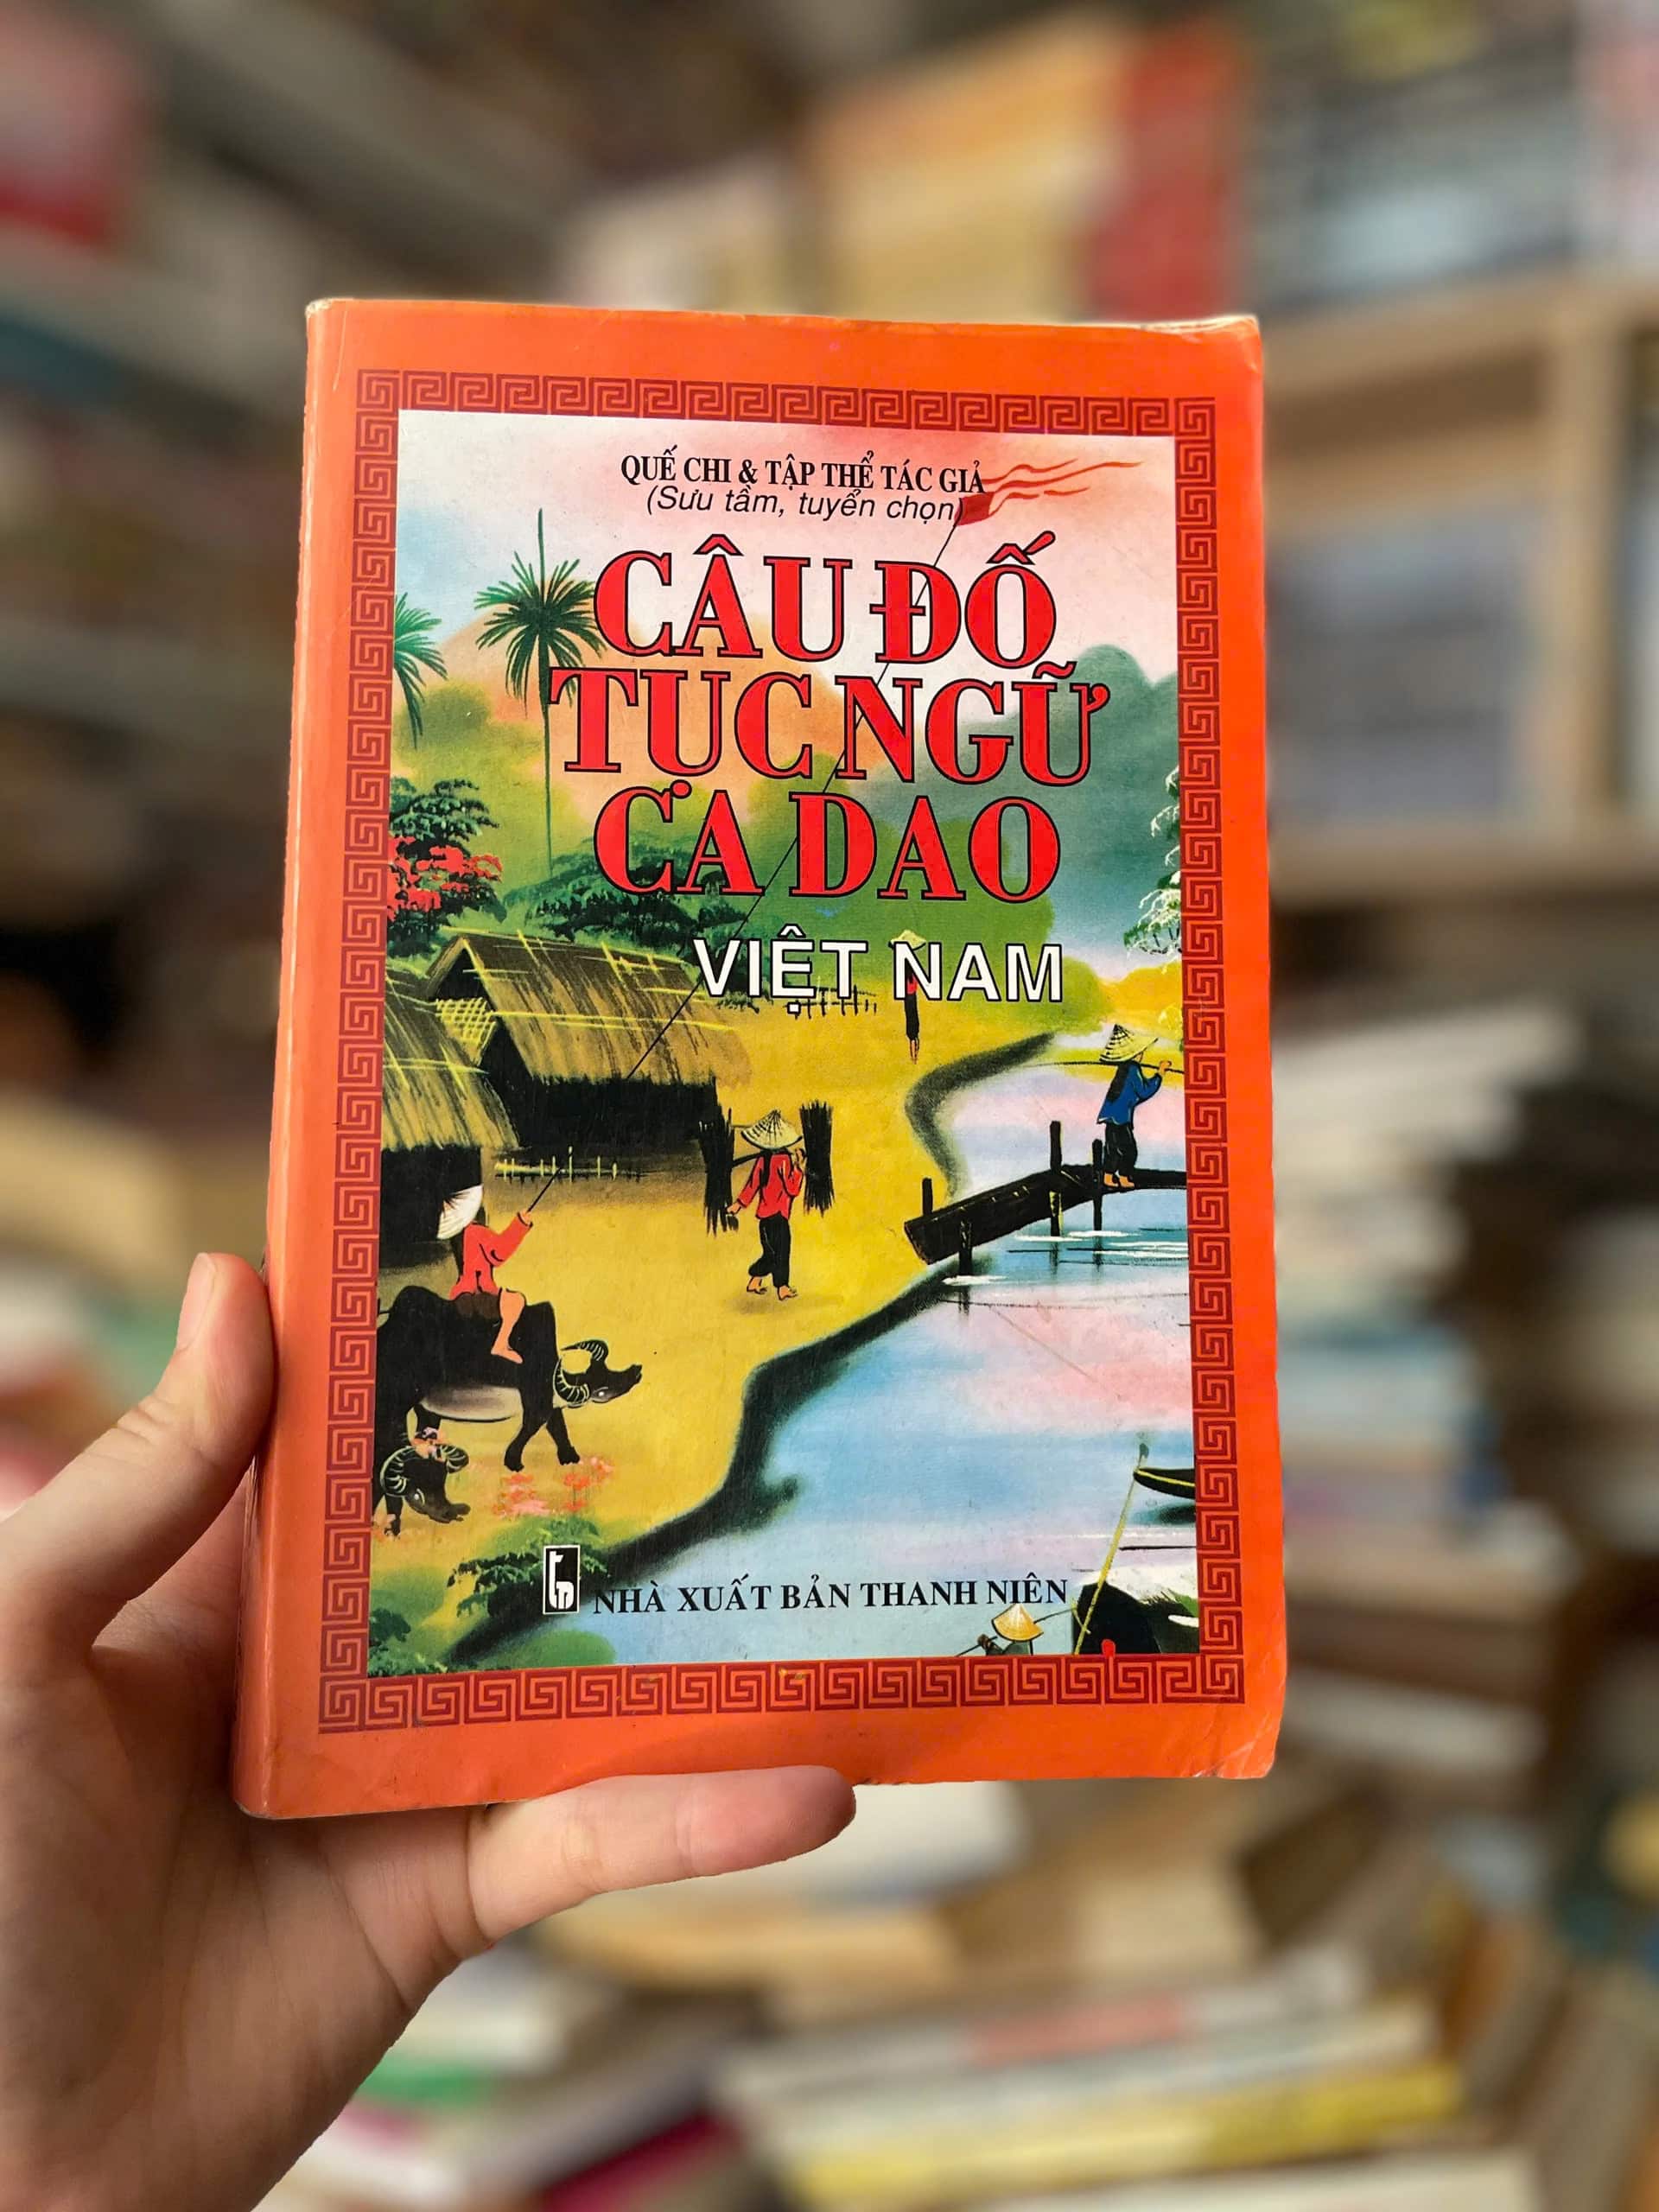 QUẾ CHI & TẬP THỂ TÁC GIẢ
(Sưu tầm, tuyển chọn)
CÂU ĐỐ
TỤC NGỮ
CA DAO
VIỆT NAM
NHÀ XUẤT BẢN THANH NIÊN